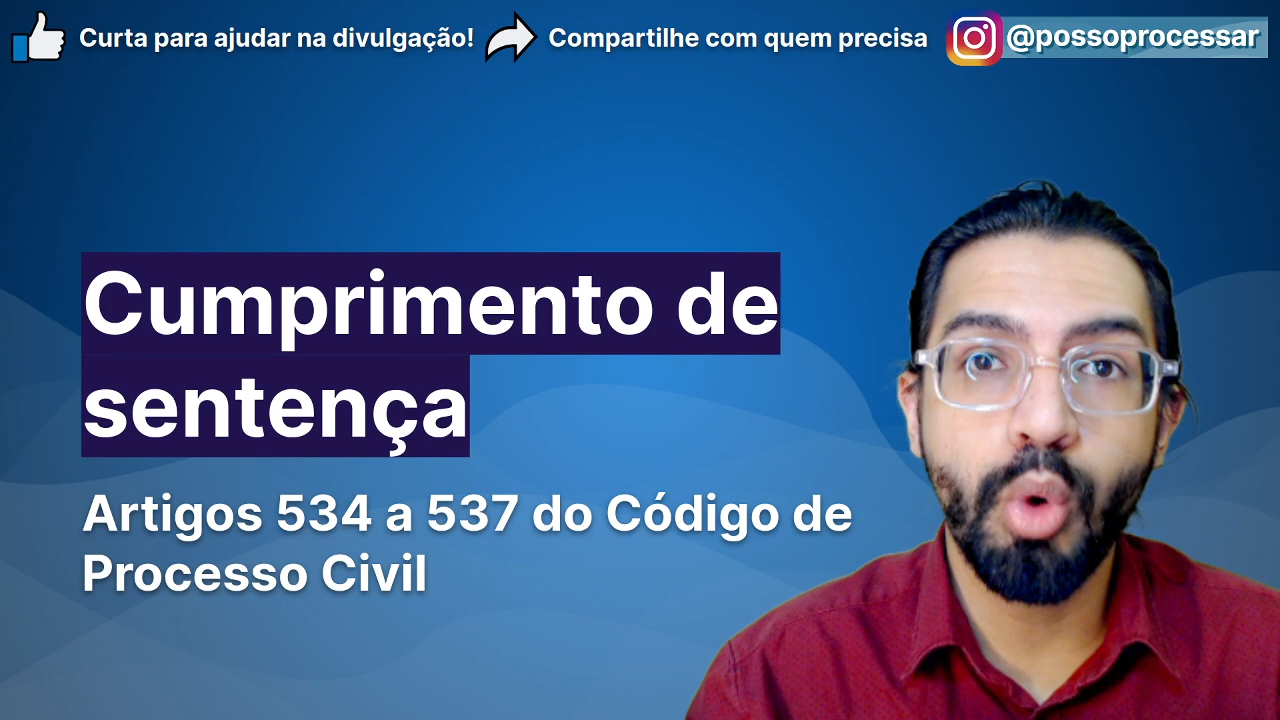 Curta para ajudar na divulgação! Compartilhe com quem precisa @possoprocessar
Cumprimento de
sentença
Artigos 534 a 537 do Código de
Processo Civil